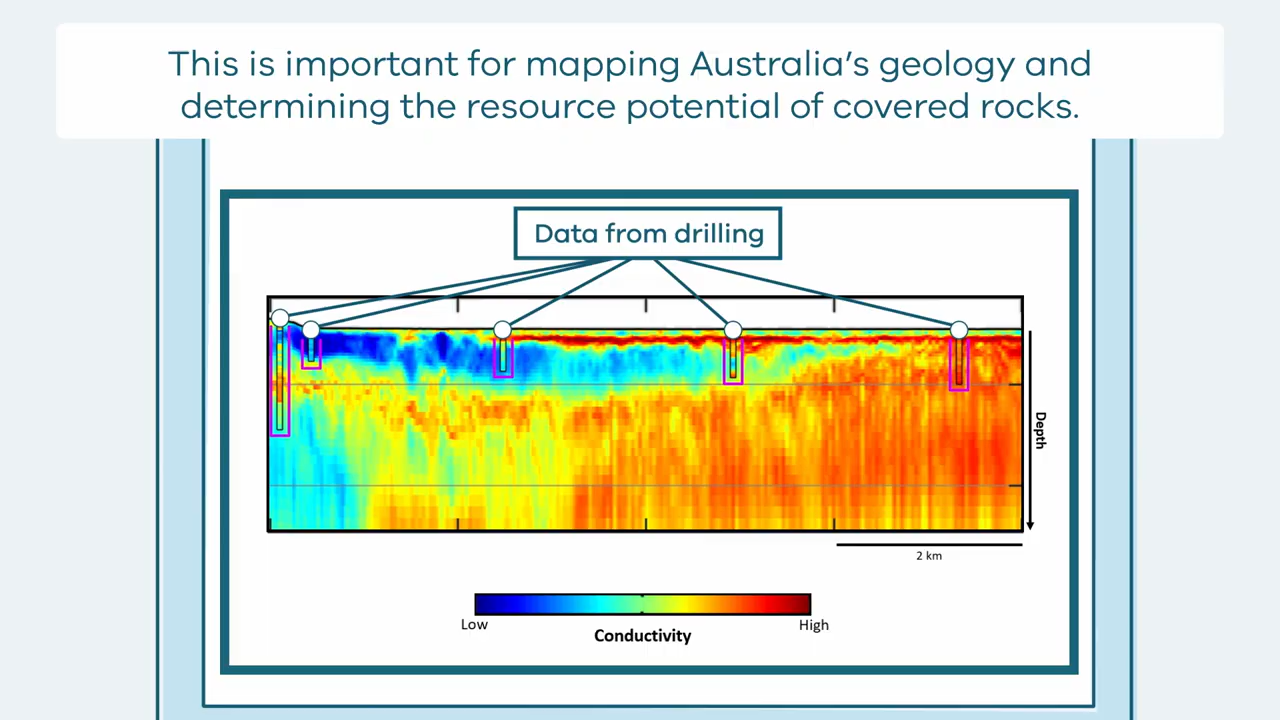 This is important for mapping Australia's geology and
determining the resource potential of covered rocks.
Data from drilling
Depth
2 km
Low
High
Conductivity